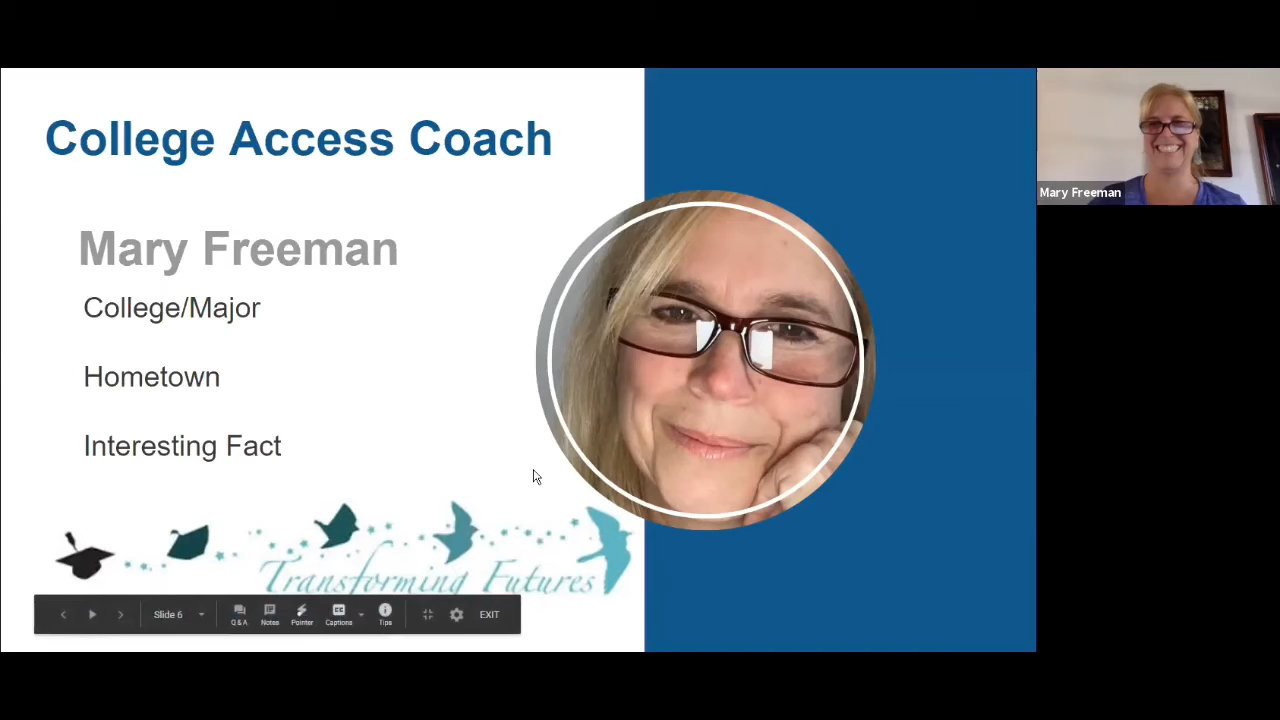 College Access Coach
Mary Freeman
College/Major
Hometown
Interesting Fact
Transforming Futures
Slide 6
Q & A
Notes
Pointer
Captions
Tips
EXIT
Mary Freeman